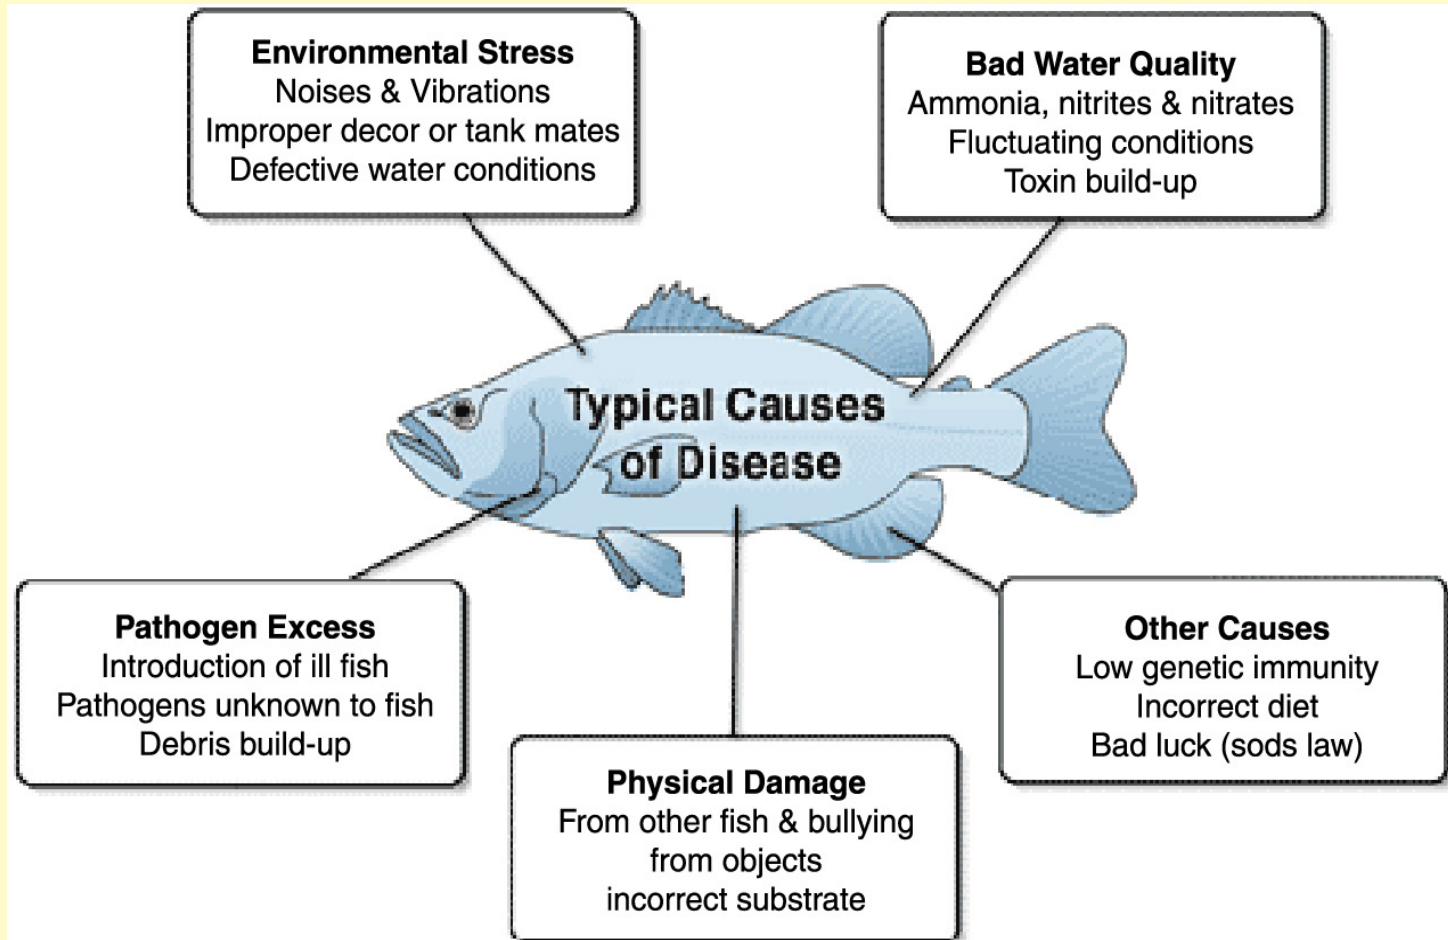 Environmental Stress
Noises & Vibrations
Improper decor or tank mates
Defective water conditions
Bad Water Quality
Ammonia, nitrites & nitrates
Fluctuating conditions
Toxin build-up
Typical Causes
of Disease
Pathogen Excess
Introduction of ill fish
Pathogens unknown to fish
Debris build-up
Physical Damage
From other fish & bullying
from objects
incorrect substrate
Other Causes
Low genetic immunity
Incorrect diet
Bad luck (sods law)